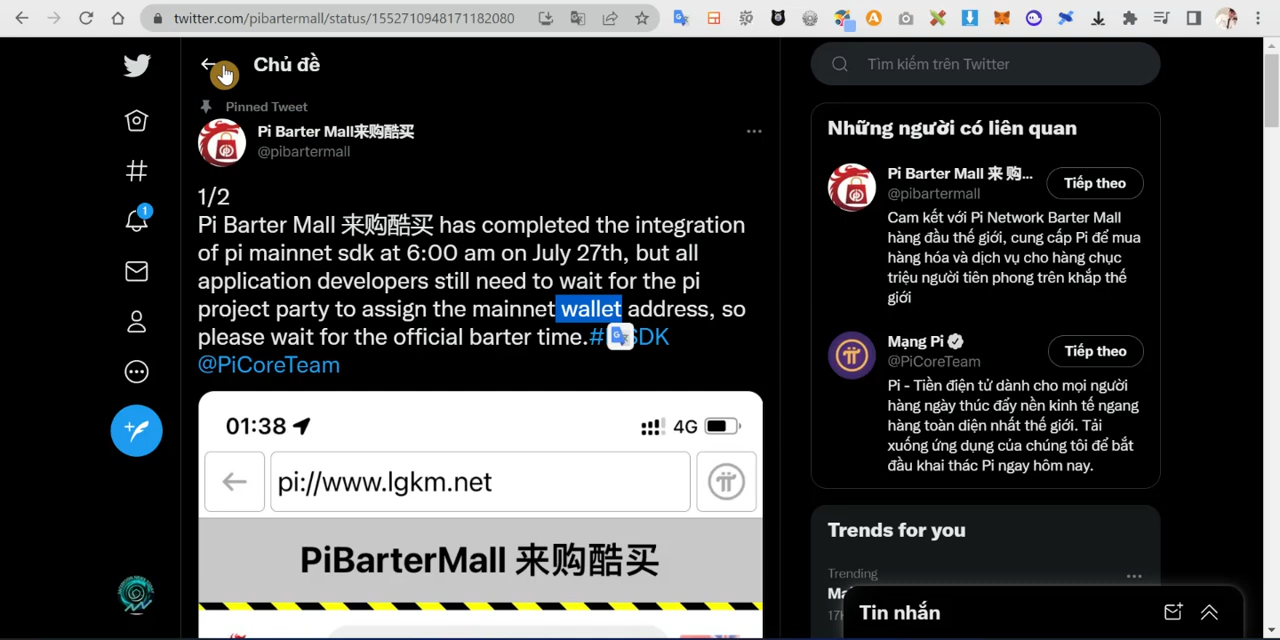 twitter.com/pibartermall/status/1552710948171182080
Chủ đề
Tìm kiếm trên Twitter
Pinned Tweet
Pi Barter Mall来购酷买
@pibartermall
1/2
Pi Barter Mall 来购酷买 has completed the integration
of pi mainnet sdk at 6:00 am on July 27th, but all
application developers still need to wait for the pi
project party to assign the mainnet wallet address, so
please wait for the official barter time.# SDK
@PiCoreTeam
01:38
4G
pi://www.lgkm.net
PiBarterMall 来购酷买
1
Những người có liên quan
Pi Barter Mall 来 购...
@pibartermall
Tiếp theo
Cam kết với Pi Network Barter Mall
hàng đầu thế giới, cung cấp Pi để mua
hàng hóa và dịch vụ cho hàng chục
triệu người tiên phong trên khắp thế
giới
Mạng Pi
@PiCoreTeam
Tiếp theo
Pi - Tiền điện tử dành cho mọi người
hàng ngày thúc đẩy nền kinh tế ngang
hàng toàn diện nhất thế giới. Tải
xuống ứng dụng của chúng tôi để bắt
đầu khai thác Pi ngay hôm nay.
Trends for you
Trending
Tin nhắn